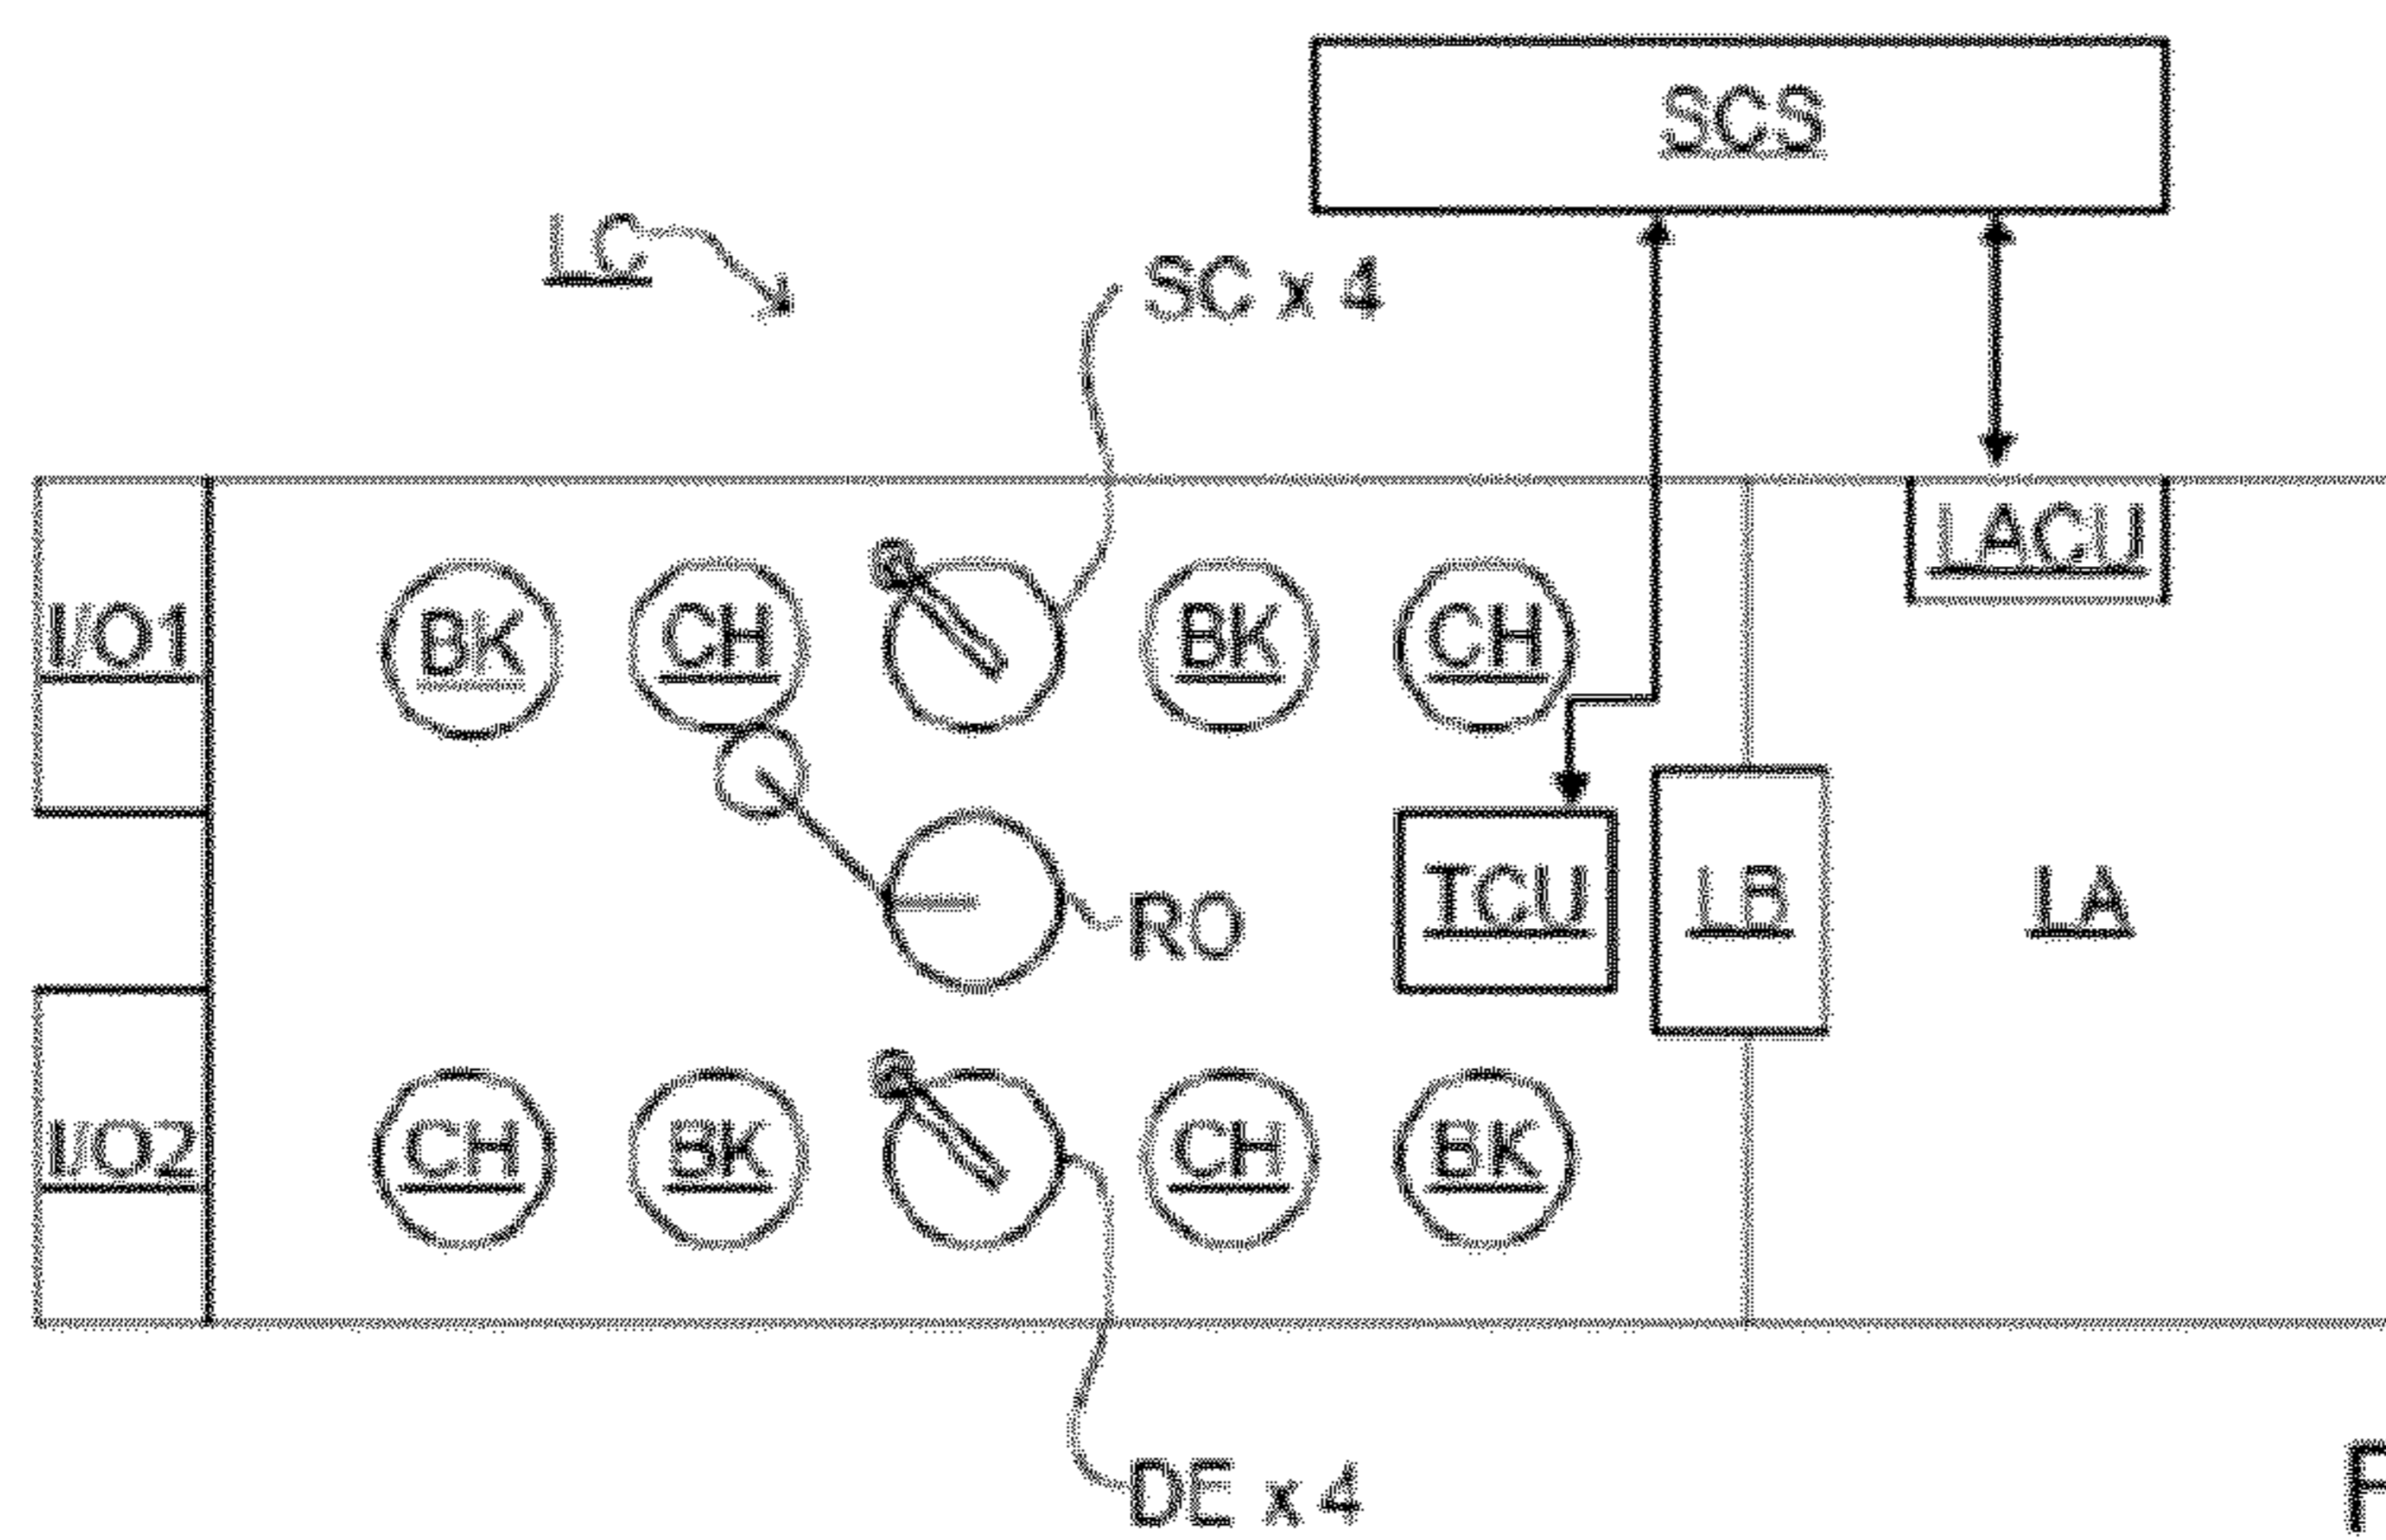 SCS
LC
SC x 4
LACU
I/O1
BK
CH
BK
CH
RO
TCU
LB
LA
I/O2
CH
BK
CH
BK
DE x 4